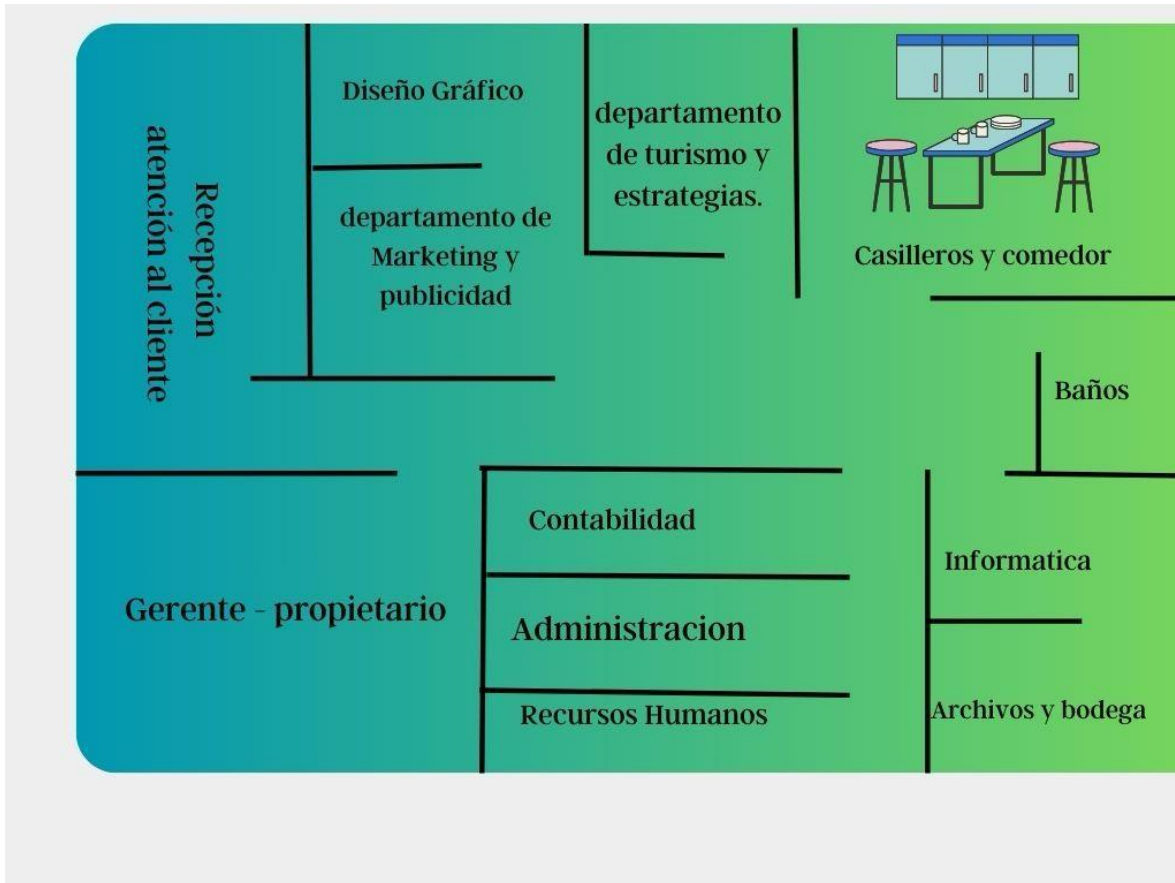 Recepción
atención al cliente
Diseño Gráfico
departamento de
Marketing y
publicidad
departamento
de turismo y
estrategias.
Casilleros y comedor
Baños
Gerente - propietario
Contabilidad
Administracion
Recursos Humanos
Informatica
Archivos y bodega